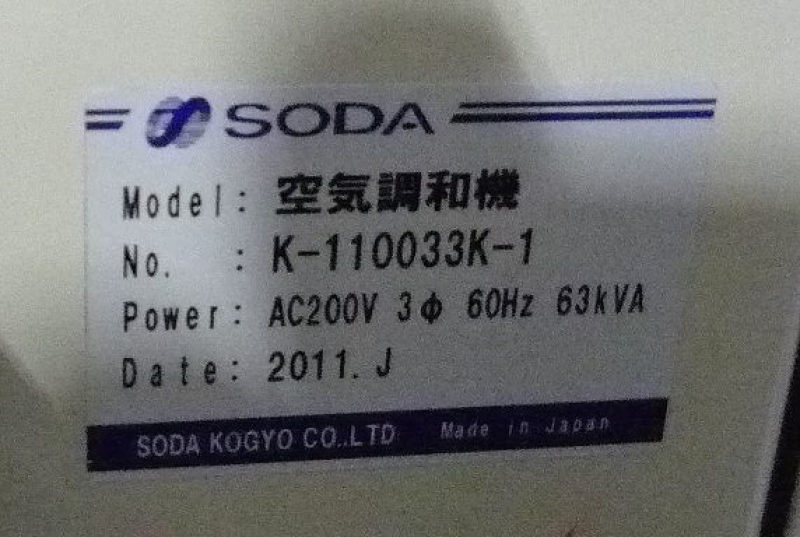 SODA
Model: 空気調和機
No. : K-110033K-1
Power: AC200V 3φ 60Hz 63kVA
Date: 2011. J
SODA KOGYO CO.,LTD Made in Japan